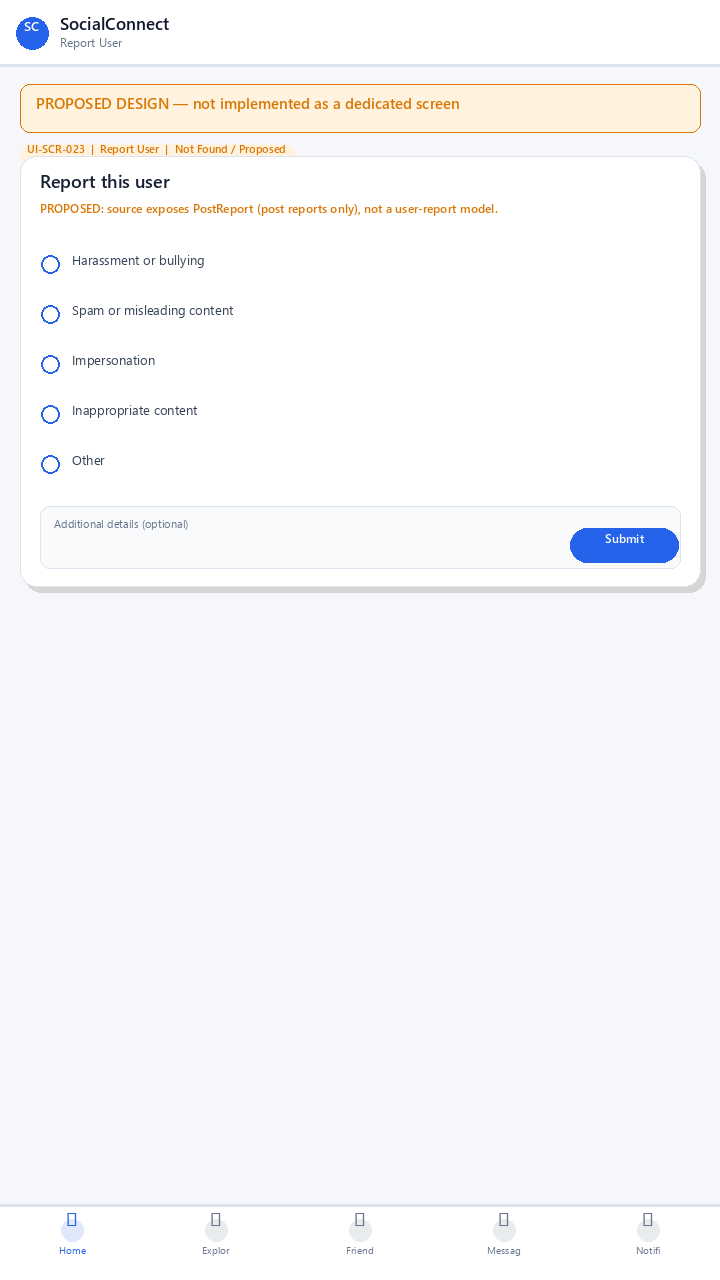 SC
SocialConnect
Report User
PROPOSED DESIGN — not implemented as a dedicated screen
UI-SCR-023 | Report User | Not Found / Proposed
Report this user
PROPOSED: source exposes PostReport (post reports only), not a user-report model.
Harassment or bullying
Spam or misleading content
Impersonation
Inappropriate content
Other
Additional details (optional)
Submit
Home
Explor
Friend
Messag
Notifi